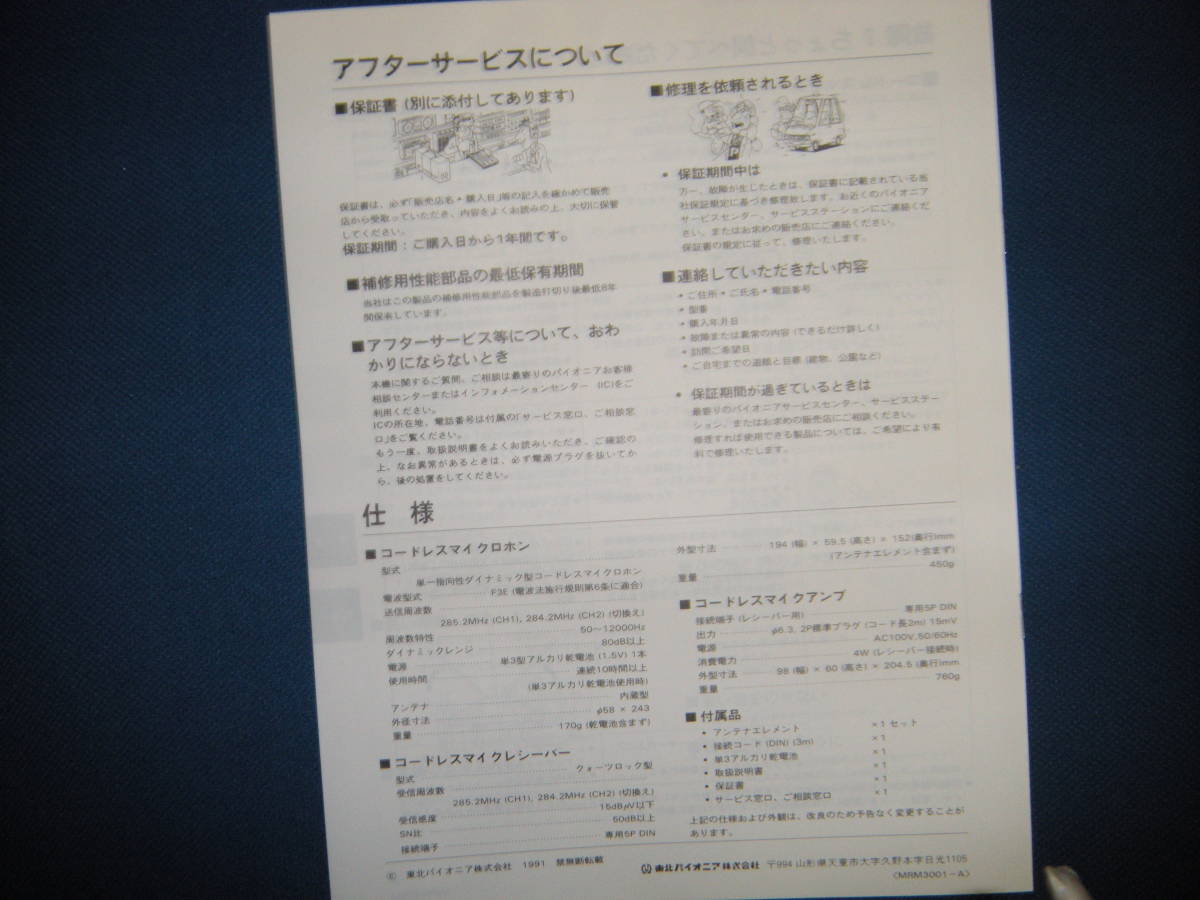 アフターサービスについて
■保証書 (別に添付してあります)
保証書は、必ず「販売店名・購入日」等の記入を確かめて販売
店から受取っていただき、内容をよくお読みの上、大切に保管
してください。
保証期間：ご購入日から1年間です。
■補修用性能部品の最低保有期間
当社はこの製品の補修用性能部品を製造打切り後最低8年
間保有しています。
■アフターサービス等について、おわ
かりにならないとき
本機に関するご質問、ご相談は最寄りのパイオニアお客様
相談センターまたはインフォメーションセンター (IC)をご
利用ください。
ICの所在地、電話番号は付属の「サービス窓口、ご相談窓
口」をご覧ください。
もう一度、取扱説明書をよくお読みいただき、ご確認の
上、なお異常があるときは、必ず電源プラグを抜いてか
ら、後の処置をしてください。
■修理を依頼されるとき
• 保証期間中は
万一、故障が生じたときは、保証書に記載されている当
社保証規定に基づき修理致します。お近くのパイオニア
サービスセンター、サービスステーションにご連絡くだ
さい。またはお求めの販売店にご連絡ください。
保証書の規定に従って、修理いたします。
■連絡していただきたい内容
• ご住所・ご氏名・電話番号
• 型番
• 購入年月日
• 故障または異常の内容 (できるだけ詳しく)
• 訪問ご希望日
• ご自宅までの道順と目標 (建物、公園など)
• 保証期間が過ぎているときは
最寄りのパイオニアサービスセンター、サービスステー
ション、またはお求めの販売店にご相談ください。
修理すれば使用できる製品については、ご希望により有
料で修理いたします。
仕 様
■コードレスマイクロホン
型式
単一指向性ダイナミック型コードレスマイクロホン
電波型式 F3E (電波法施行規則第6条に適合)
送信周波数
285.2MHz (CH1), 284.2MHz (CH2) (切換え)
周波数特性 50〜12000Hz
ダイナミックレンジ 80dB以上
電源 単3型アルカリ乾電池 (1.5V) 1本
使用時間 連続10時間以上
(単3アルカリ乾電池使用時)
アンテナ 内蔵型
外径寸法 φ58 × 243
重量 170g (乾電池含まず)
■コードレスマイクレシーバー
型式 クォーツロック型
受信周波数
285.2MHz (CH1), 284.2MHz (CH2) (切換え)
受信感度 15dBμV以下
SN比 50dB以上
接続端子 専用5P DIN
外型寸法 194 (幅) × 59.5 (高さ) × 152(奥行)mm
(アンテナエレメント含まず)
重量 450g
■コードレスマイクアンプ
接続端子 (レシーバー用) 専用5P DIN
出力 φ6.3, 2P標準プラグ (コード長2m) 15mV
電源 AC100V, 50/60Hz
消費電力 4W (レシーバー接続時)
外型寸法 98 (幅) × 60 (高さ) × 204.5 (奥行)mm
重量 760g
■付属品
• アンテナエレメント ×1 セット
• 接続コード (DIN) (3m) ×1
• 単3アルカリ乾電池 ×1
• 取扱説明書 ×1
• 保証書 ×1
• サービス窓口、ご相談窓口 ×1
上記の仕様および外観は、改良のため予告なく変更することが
あります。
© 東北パイオニア株式会社 1991 禁無断転載
東北パイオニア株式会社 〒994 山形県天童市大字久野本字日光1105
〈MRM3001-A〉